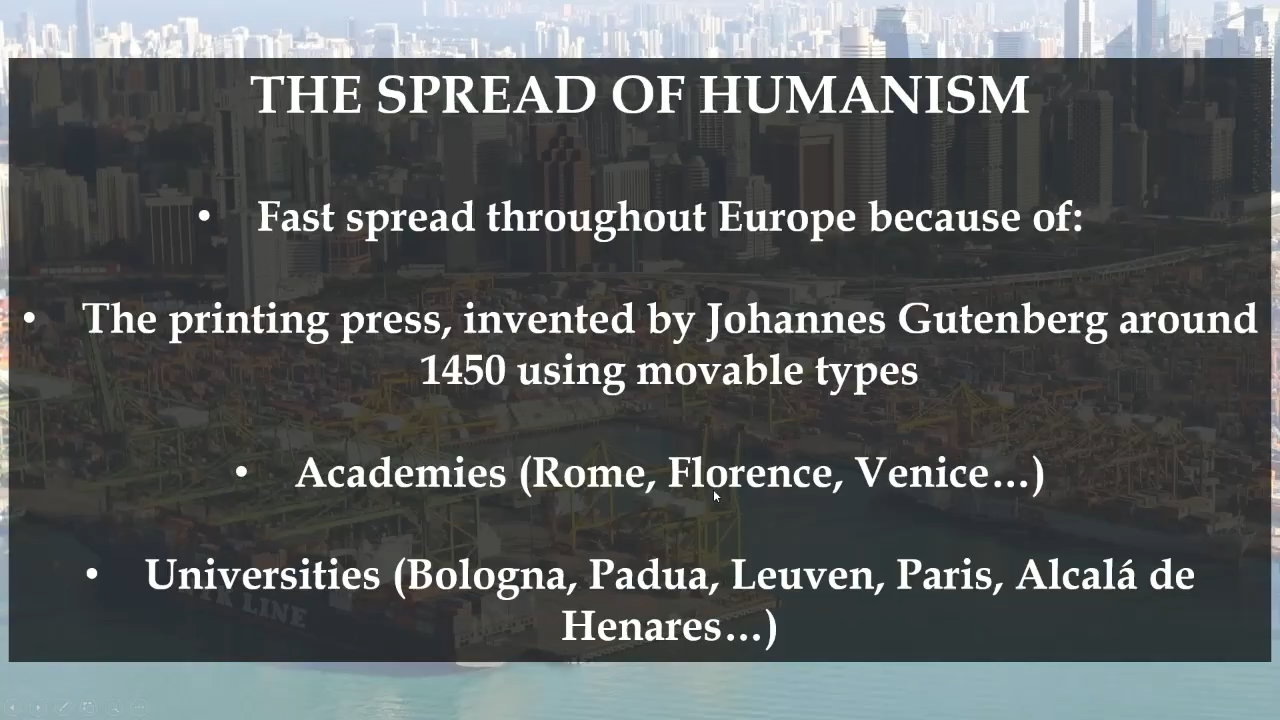 THE SPREAD OF HUMANISM
• Fast spread throughout Europe because of:
• The printing press, invented by Johannes Gutenberg around
1450 using movable types
• Academies (Rome, Florence, Venice…)
• Universities (Bologna, Padua, Leuven, Paris, Alcalá de
Henares…)
LINE